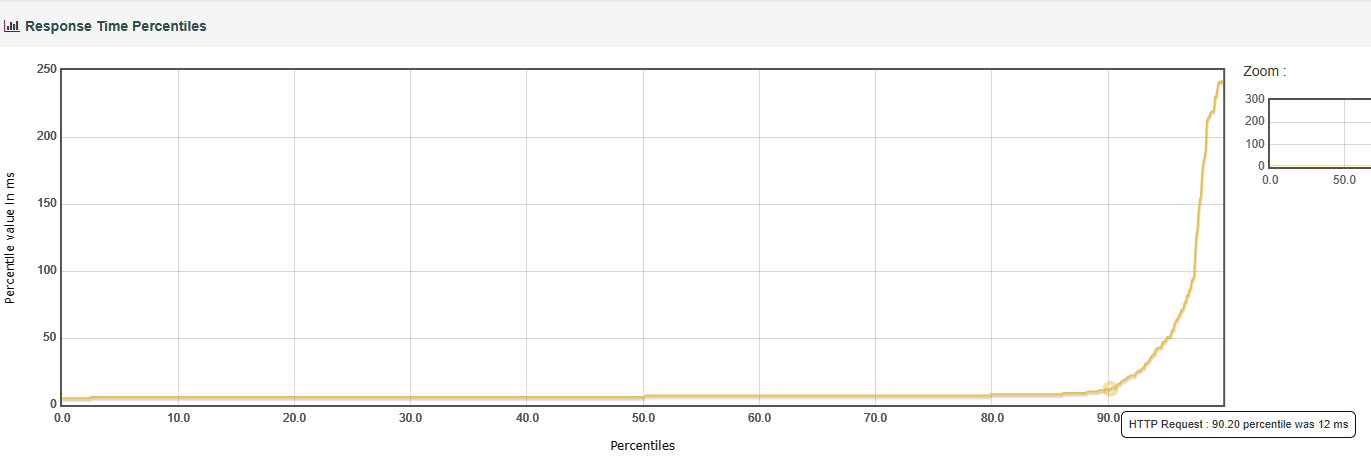 Response Time Percentiles
250
200
150
100
50
0
Percentile value In ms
0.0 10.0 20.0 30.0 40.0 50.0 60.0 70.0 80.0 90.0
Percentiles
HTTP Request : 90.20 percentile was 12 ms
Zoom :
300
200
100
0
0.0 50.0